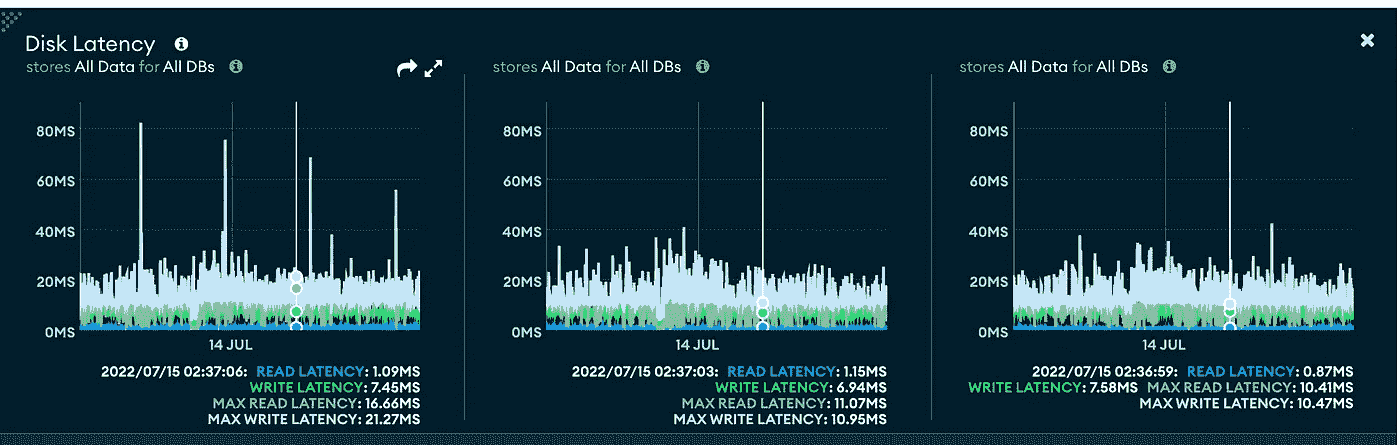 Disk Latency
stores All Data for All DBs
80MS
60MS
40MS
20MS
0MS
14 JUL
2022/07/15 02:37:06: READ LATENCY: 1.09MS
WRITE LATENCY: 7.45MS
MAX READ LATENCY: 16.66MS
MAX WRITE LATENCY: 21.27MS
stores All Data for All DBs
80MS
60MS
40MS
20MS
0MS
14 JUL
2022/07/15 02:37:03: READ LATENCY: 1.15MS
WRITE LATENCY: 6.94MS
MAX READ LATENCY: 11.07MS
MAX WRITE LATENCY: 10.95MS
stores All Data for All DBs
80MS
60MS
40MS
20MS
0MS
14 JUL
2022/07/15 02:36:59: READ LATENCY: 0.87MS
WRITE LATENCY: 7.58MS MAX READ LATENCY: 10.41MS
MAX WRITE LATENCY: 10.47MS